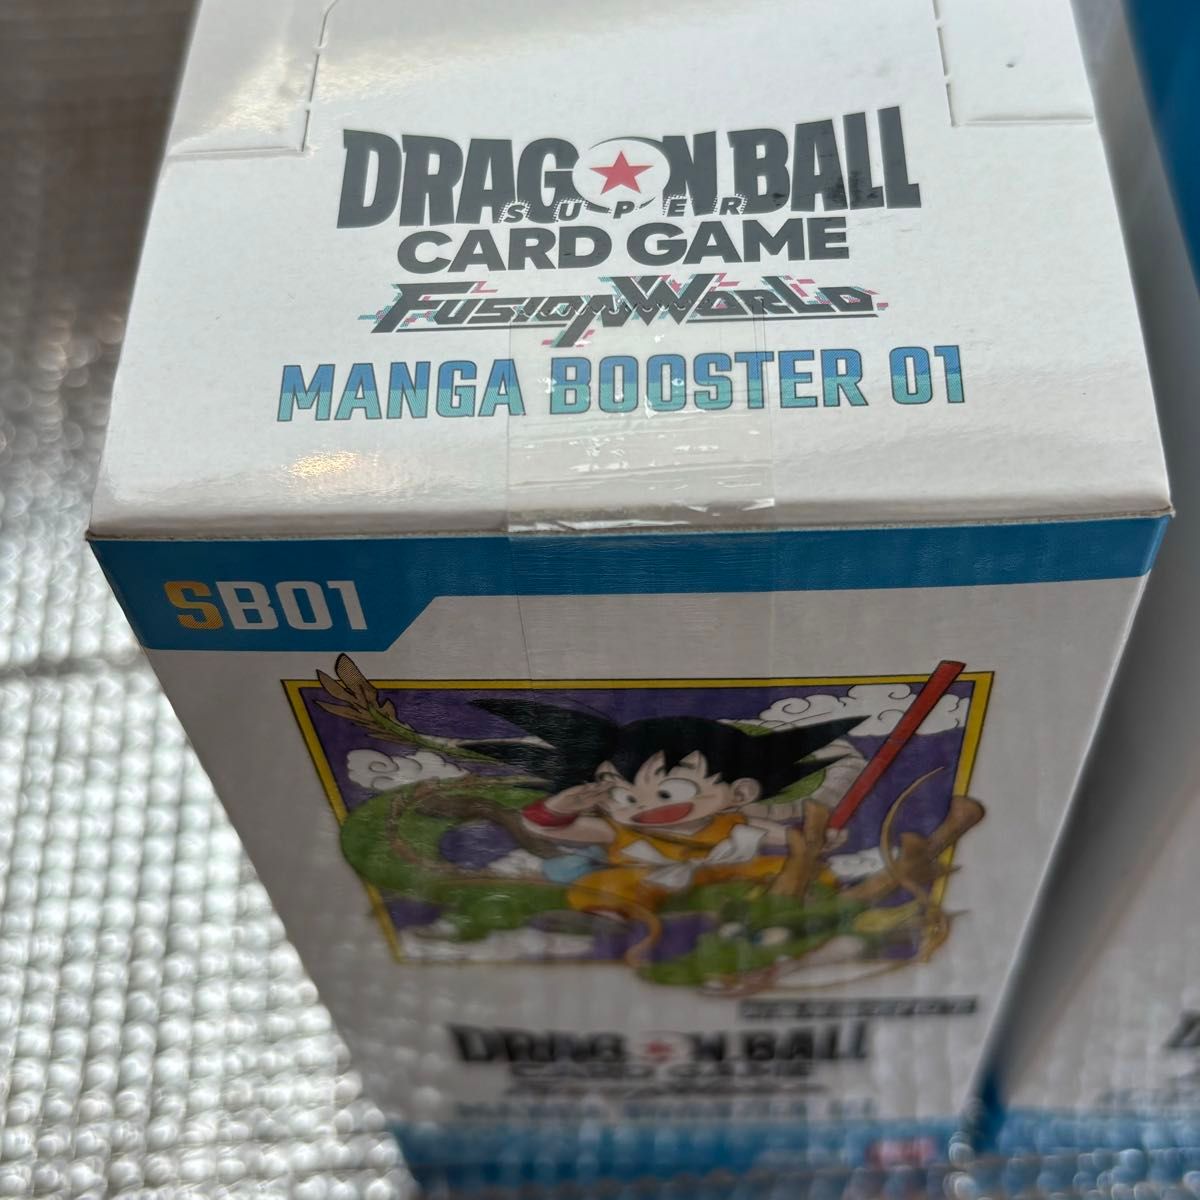 DRAGON BALL
SUPER
CARD GAME
FUSION WORLD
MANGA BOOSTER 01
SB01
DRAGON BALL
CARD GAME